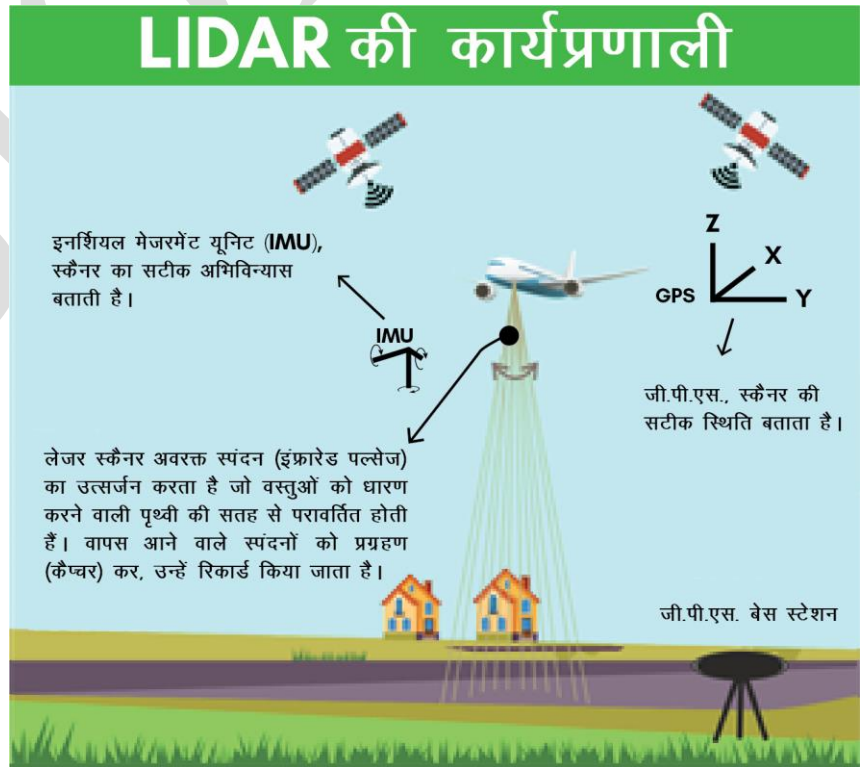 LIDAR की कार्यप्रणाली
इनर्शियल मेजरमेंट यूनिट (IMU),
स्कैनर का सटीक अभिविन्यास
बताती है।
IMU
Z
X
GPS
Y
जी.पी.एस., स्कैनर की
सटीक स्थिति बताता है।
लेजर स्कैनर अवरक्त स्पंदन (इंफ्रारेड पल्सेज)
का उत्सर्जन करता है जो वस्तुओं को धारण
करने वाली पृथ्वी की सतह से परावर्तित होती
हैं। वापस आने वाले स्पंदनों को प्रग्रहण
(कैप्चर) कर, उन्हें रिकार्ड किया जाता है।
जी.पी.एस. बेस स्टेशन